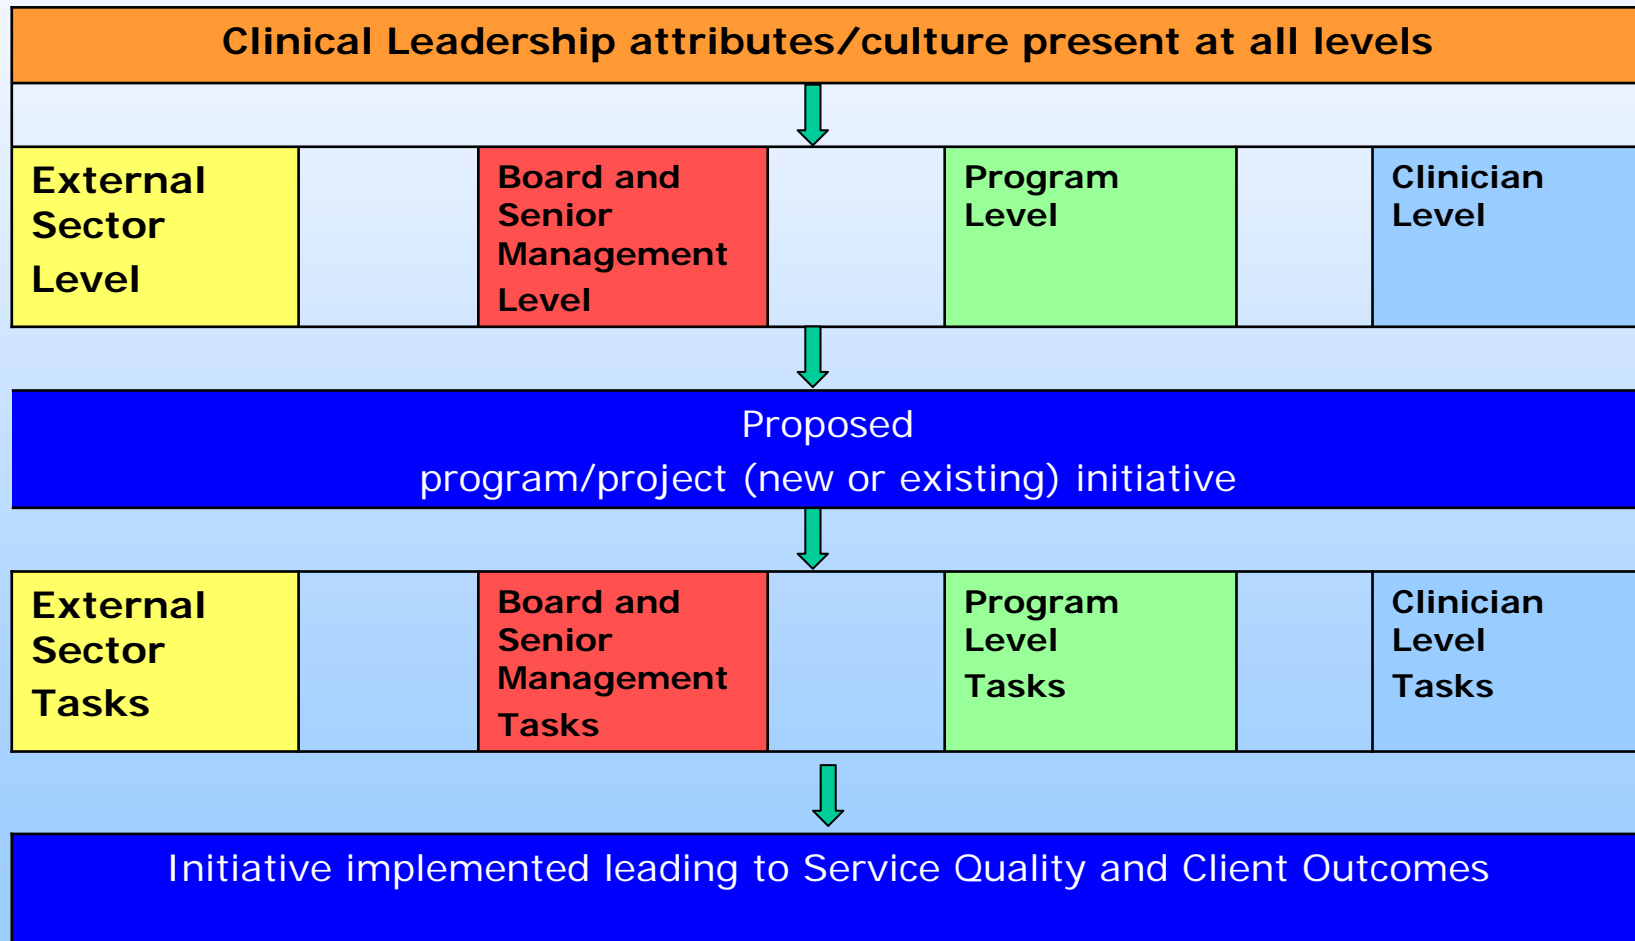 Clinical Leadership attributes/culture present at all levels
External
Sector
Level
Board and
Senior
Management
Level
Program
Level
Clinician
Level
Proposed
program/project (new or existing) initiative
External
Sector
Tasks
Board and
Senior
Management
Tasks
Program
Level
Tasks
Clinician
Level
Tasks
Initiative implemented leading to Service Quality and Client Outcomes